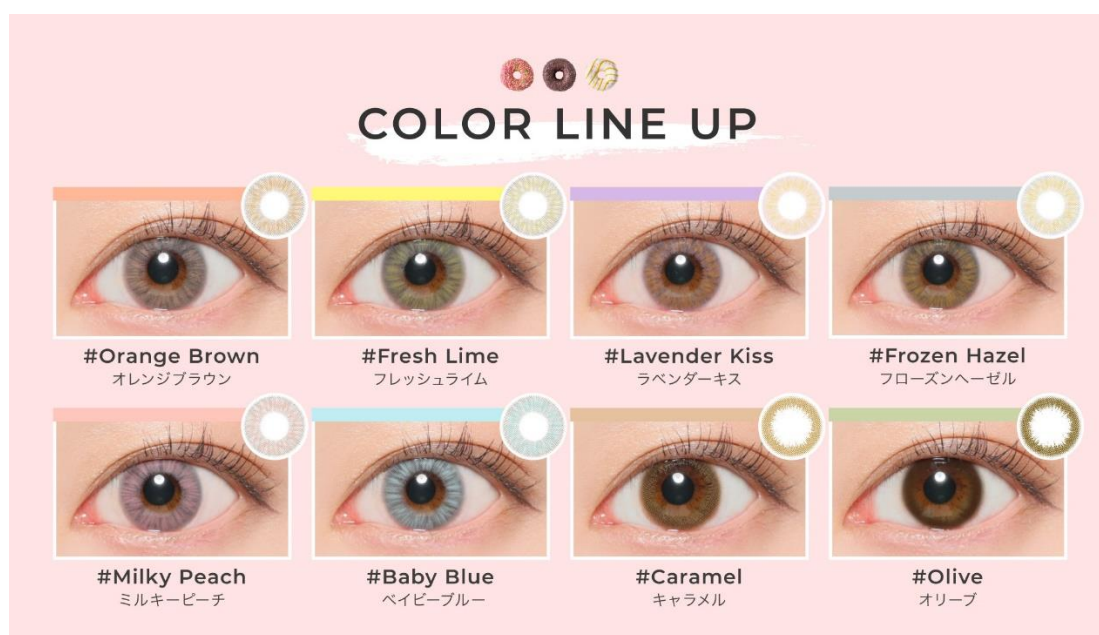 COLOR LINE UP
#Orange Brown
オレンジブラウン
#Fresh Lime
フレッシュライム
#Lavender Kiss
ラベンダーキス
#Frozen Hazel
フローズンヘーゼル
#Milky Peach
ミルキーピーチ
#Baby Blue
ベイビーブルー
#Caramel
キャラメル
#Olive
オリーブ